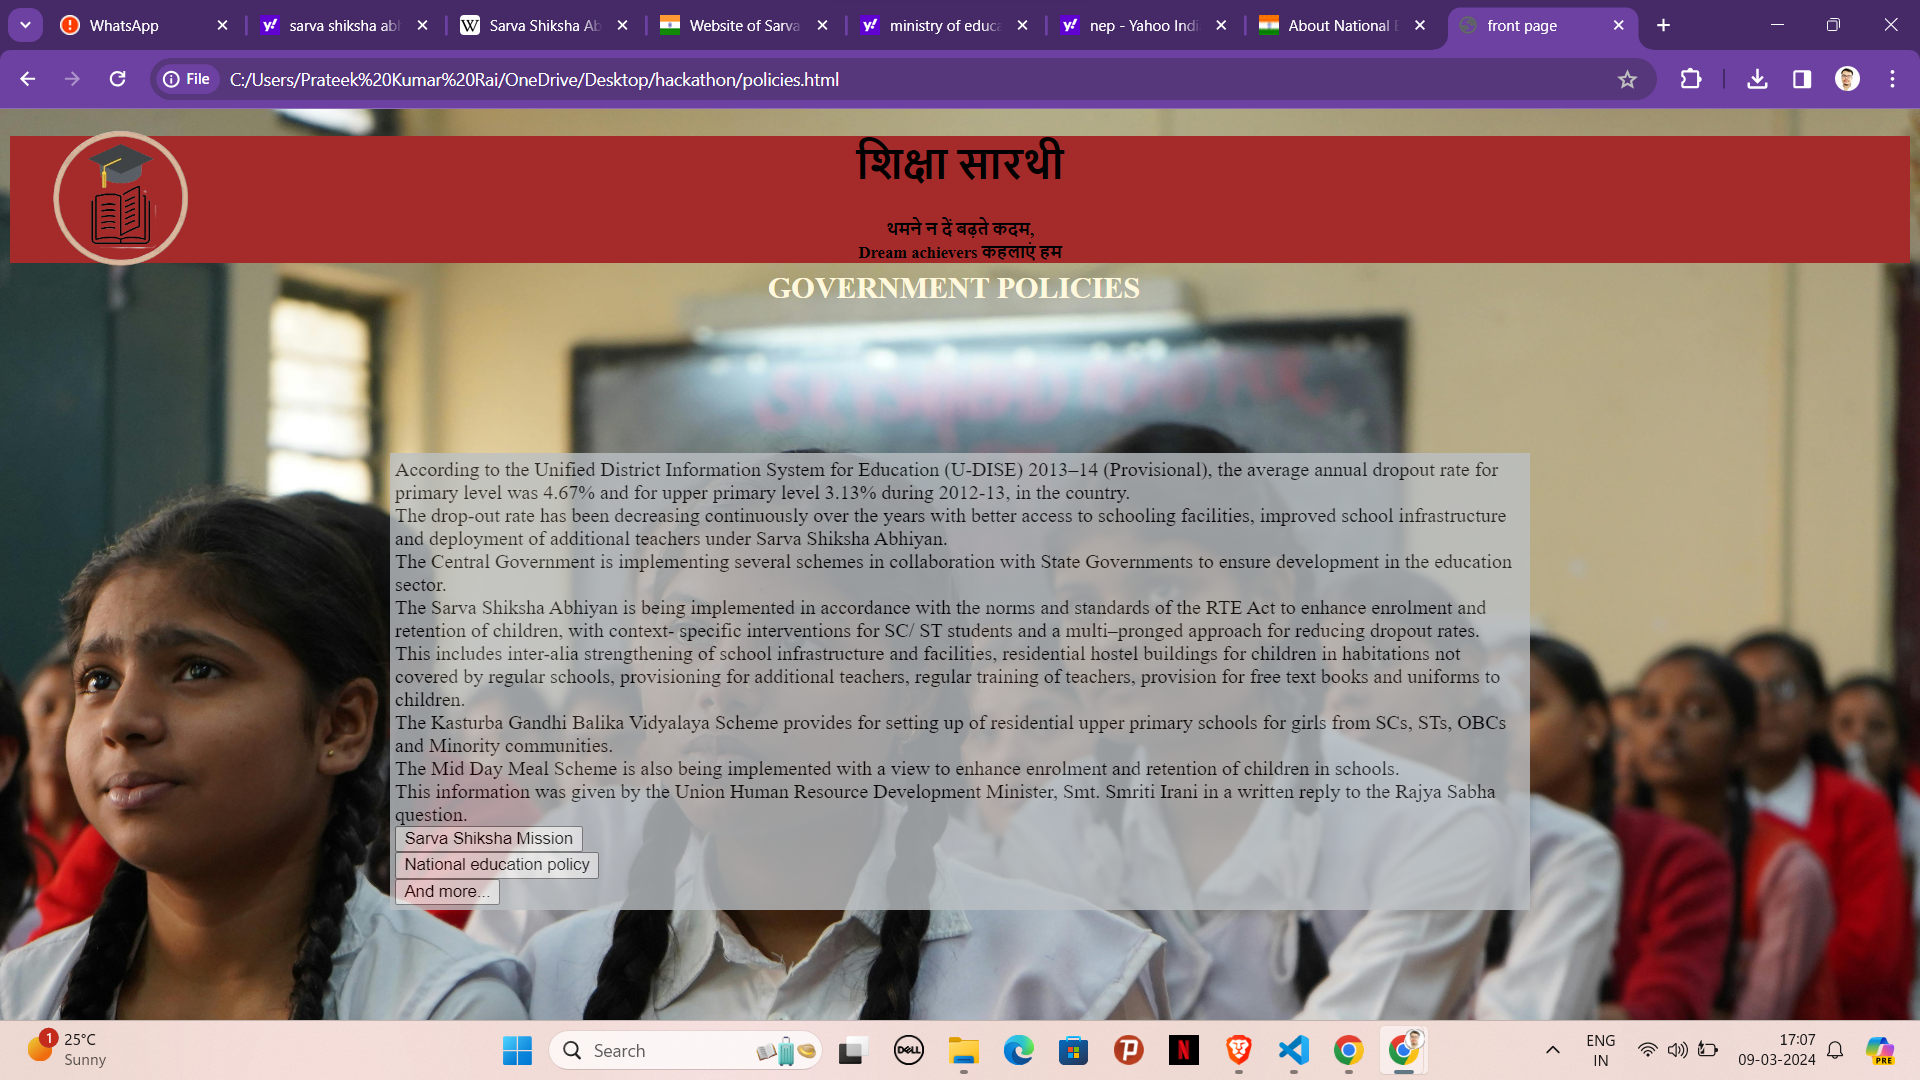 WhatsApp
sarva shiksha abl
Sarva Shiksha Ab
Website of Sarva
ministry of educa
nep - Yahoo Indi
About National E
front page
File
C:/Users/Prateek%20Kumar%20Rai/OneDrive/Desktop/hackathon/policies.html
शिक्षा सारथी
थमने न दें बढ़ते कदम,
Dream achievers कहलाएं हम
GOVERNMENT POLICIES
According to the Unified District Information System for Education (U-DISE) 2013–14 (Provisional), the average annual dropout rate for
primary level was 4.67% and for upper primary level 3.13% during 2012-13, in the country.
The drop-out rate has been decreasing continuously over the years with better access to schooling facilities, improved school infrastructure
and deployment of additional teachers under Sarva Shiksha Abhiyan.
The Central Government is implementing several schemes in collaboration with State Governments to ensure development in the education
sector.
The Sarva Shiksha Abhiyan is being implemented in accordance with the norms and standards of the RTE Act to enhance enrolment and
retention of children, with context- specific interventions for SC/ ST students and a multi–pronged approach for reducing dropout rates.
This includes inter-alia strengthening of school infrastructure and facilities, residential hostel buildings for children in habitations not
covered by regular schools, provisioning for additional teachers, regular training of teachers, provision for free text books and uniforms to
children.
The Kasturba Gandhi Balika Vidyalaya Scheme provides for setting up of residential upper primary schools for girls from SCs, STs, OBCs
and Minority communities.
The Mid Day Meal Scheme is also being implemented with a view to enhance enrolment and retention of children in schools.
This information was given by the Union Human Resource Development Minister, Smt. Smriti Irani in a written reply to the Rajya Sabha
question.
Sarva Shiksha Mission
National education policy
And more...
1
25°C
Sunny
Search
DELL
ENG
IN
17:07
09-03-2024
PRE